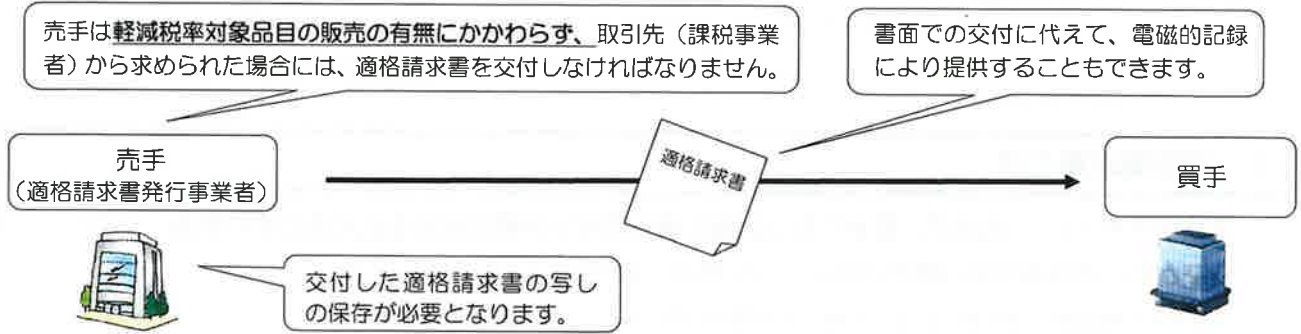 売手は軽減税率対象品目の販売の有無にかかわらず、取引先（課税事業
者）から求められた場合には、適格請求書を交付しなければなりません。
書面での交付に代えて、電磁的記録
により提供することもできます。
売手
（適格請求書発行事業者）
適格請求書
買手
交付した適格請求書の写し
の保存が必要となります。